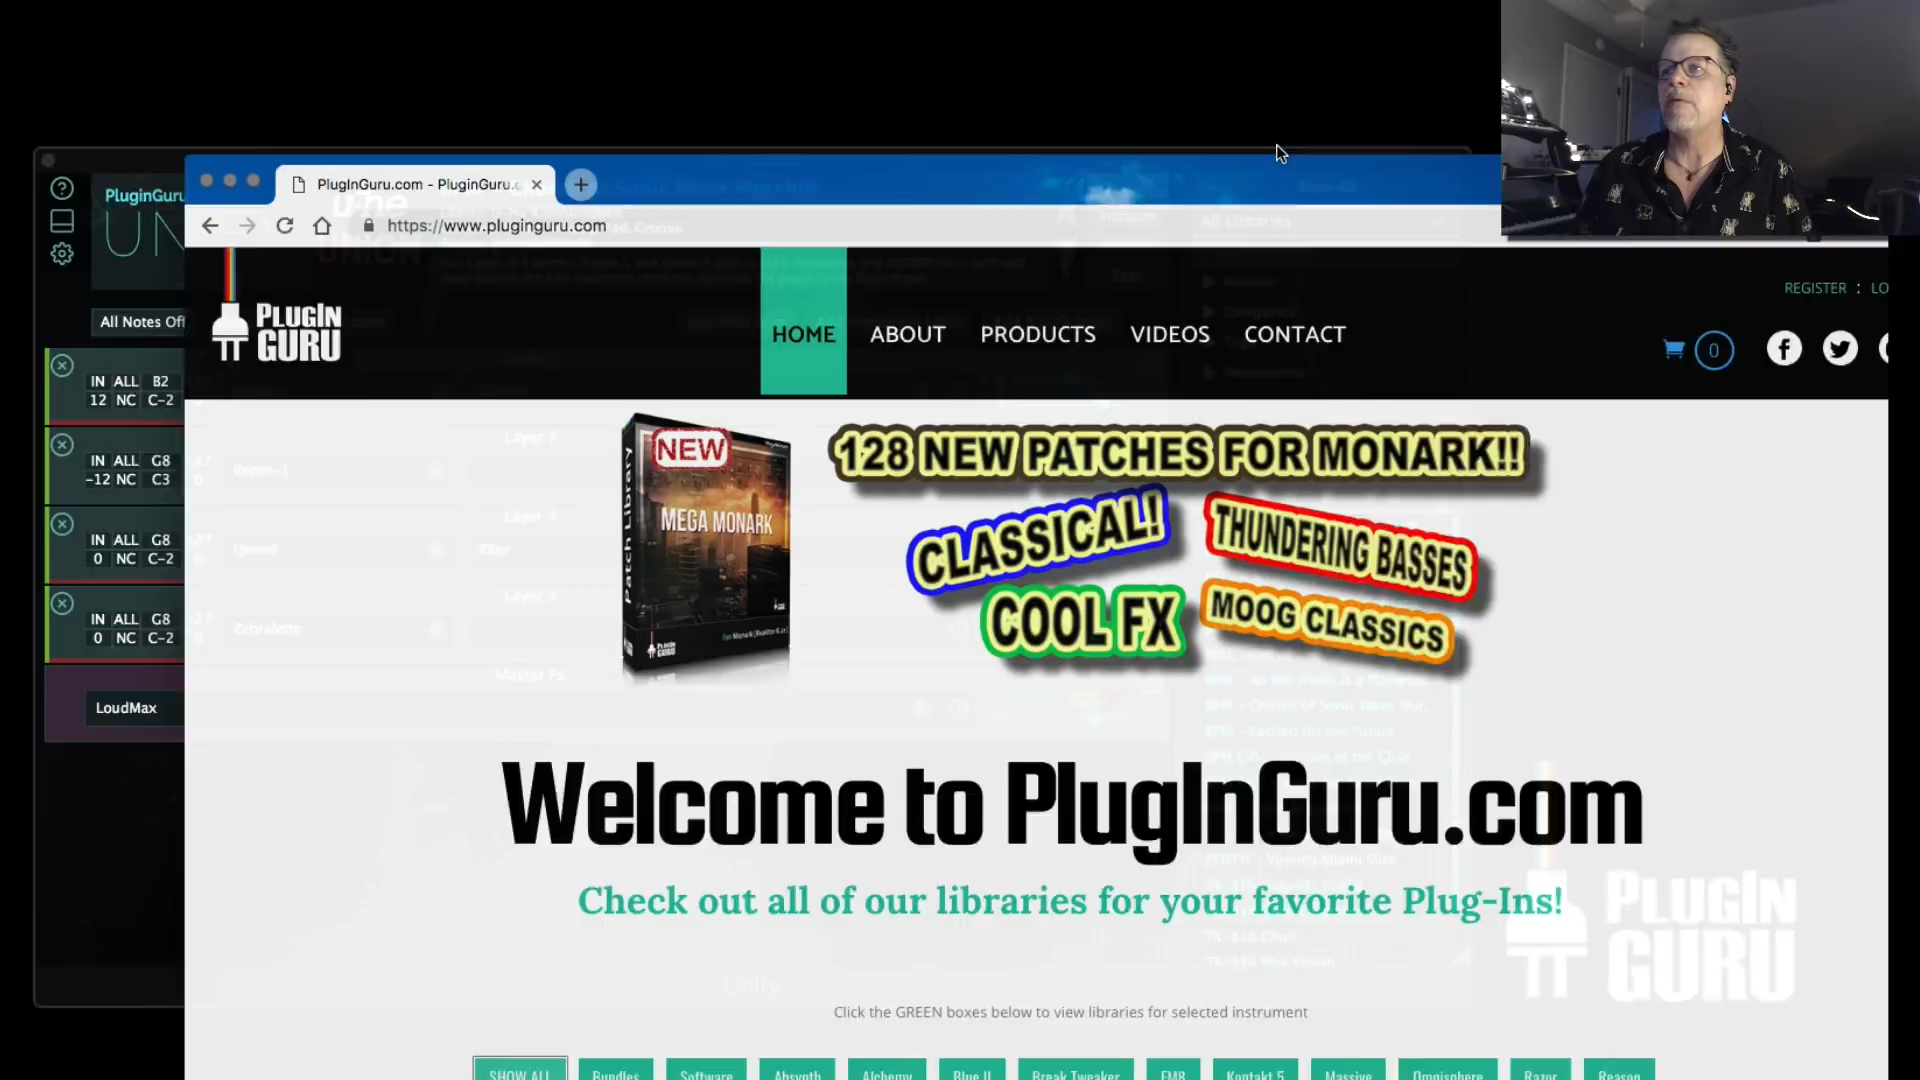 PlugInGuru.com - PlugInGuru.c
https://www.pluginguru.com
PluginGuru
UN
All Notes Off
IN ALL B2
12 NC C-2
IN ALL G8
-12 NC C3
IN ALL G8
0 NC C-2
IN ALL G8
0 NC C-2
LoudMax
PLUGIN
GURU
HOME
ABOUT
PRODUCTS
VIDEOS
CONTACT
REGISTER : LO
0
NEW
Patch Library
MEGA MONARK
128 NEW PATCHES FOR MONARK!!
CLASSICAL!
THUNDERING BASSES
COOL FX
MOOG CLASSICS
Welcome to PlugInGuru.com
Check out all of our libraries for your favorite Plug-Ins!
PLUGIN
GURU
Click the GREEN boxes below to view libraries for selected instrument
SHOW ALL
Bundles
Software
Absynth
Alchemy
Blue II
Break Tweaker
FM8
Kontakt 5
Massive
Omnisphere
Razor
Reason